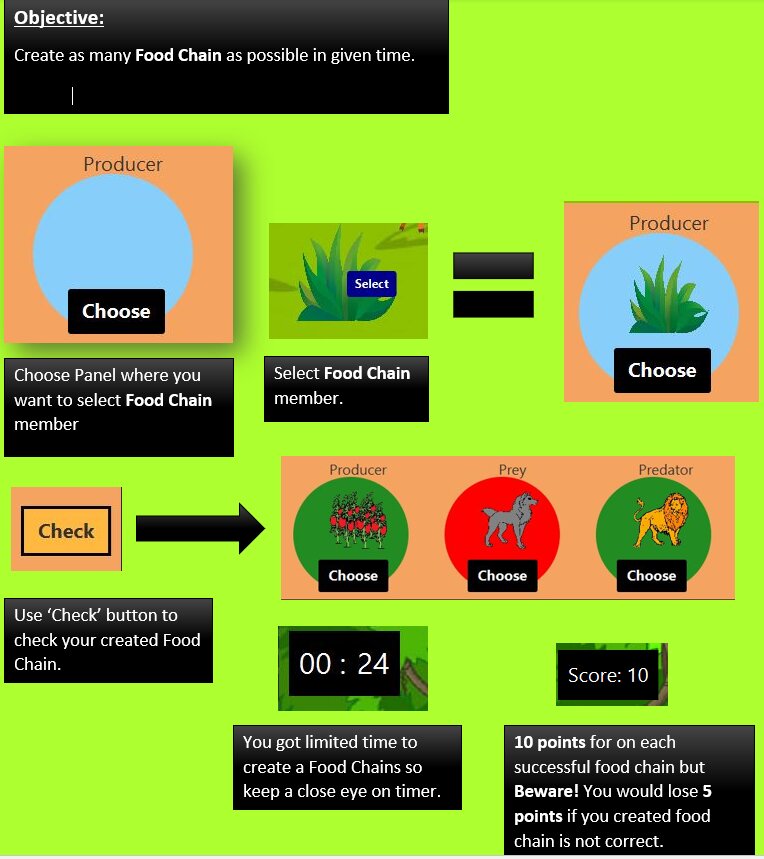 Objective:
Create as many Food Chain as possible in given time.
Producer
Choose
Select
Producer
Choose
Choose Panel where you
want to select Food Chain
member
Select Food Chain
member.
Check
Producer
Prey
Predator
Choose
Choose
Choose
Use ‘Check’ button to
check your created Food
Chain.
00 : 24
Score: 10
You got limited time to
create a Food Chains so
keep a close eye on timer.
10 points for on each
successful food chain but
Beware! You would lose 5
points if you created food
chain is not correct.